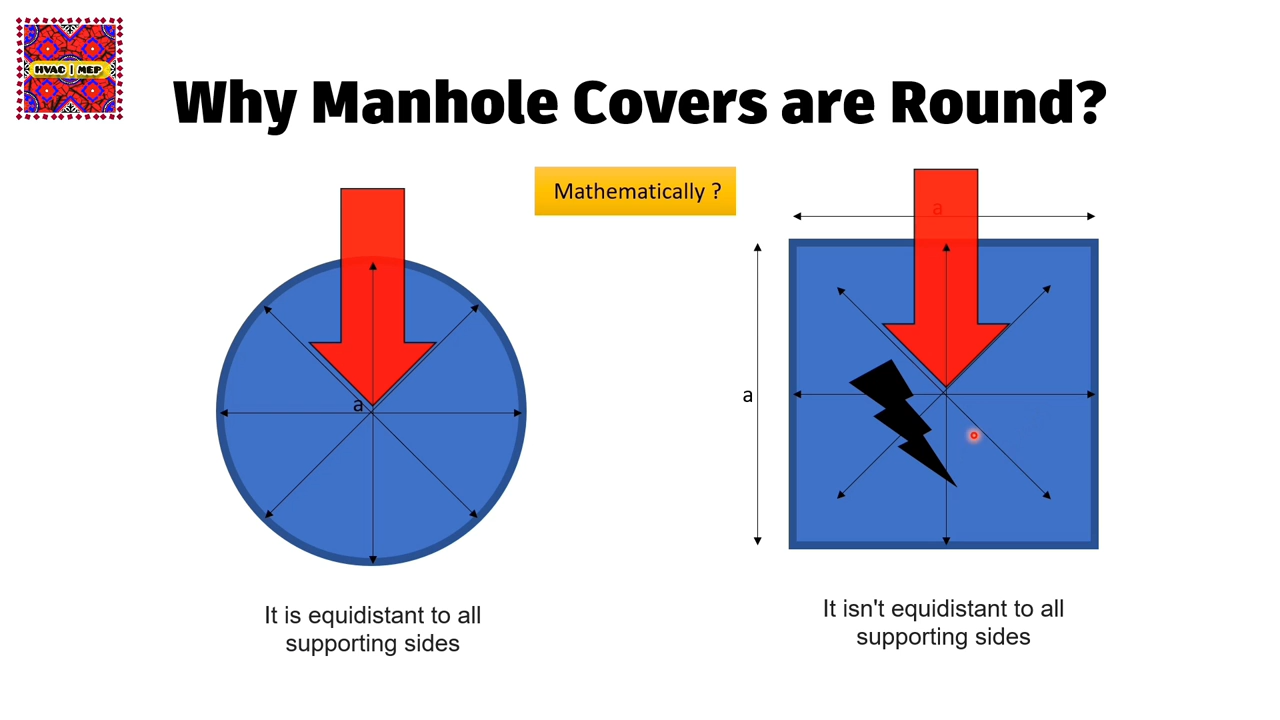 HVAC | MEP
Why Manhole Covers are Round?
Mathematically ?
a
a
a
It is equidistant to all
supporting sides
It isn't equidistant to all
supporting sides